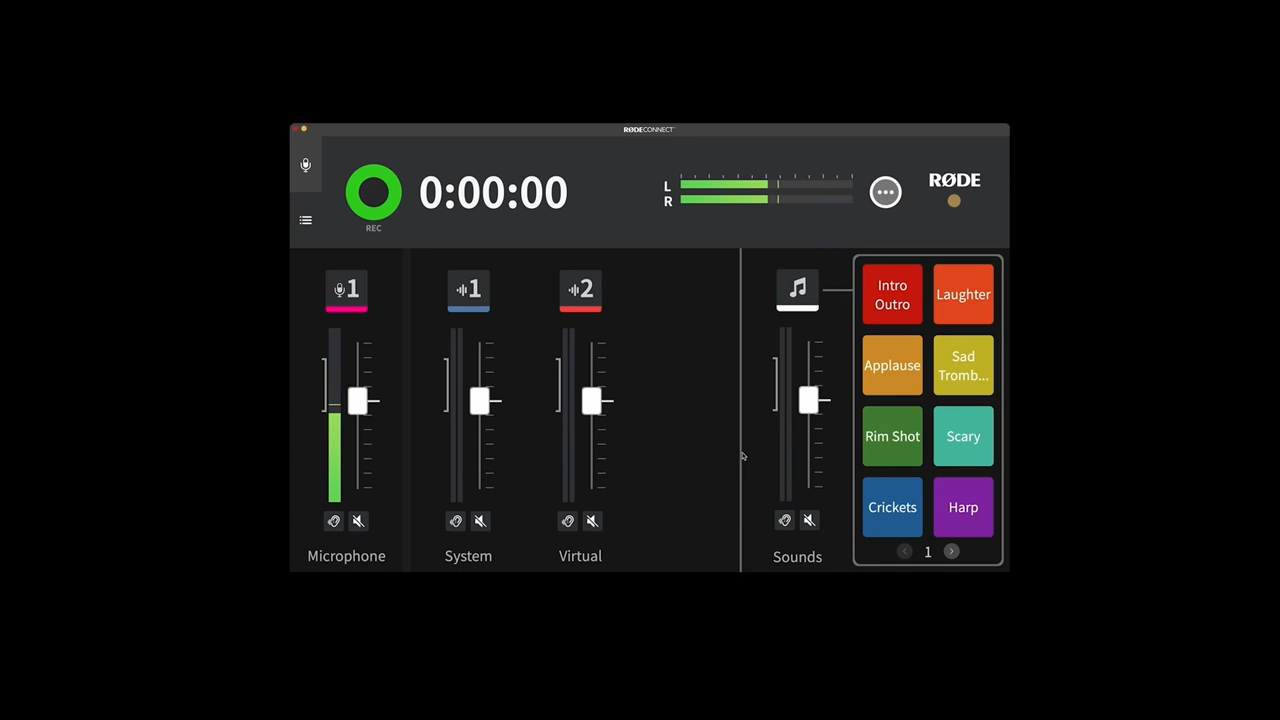 RØDECONNECT
REC
0:00:00
L
R
RØDE
1
1
2
Microphone
System
Virtual
Sounds
Intro
Outro
Laughter
Applause
Sad
Tromb...
Rim Shot
Scary
Crickets
Harp
1